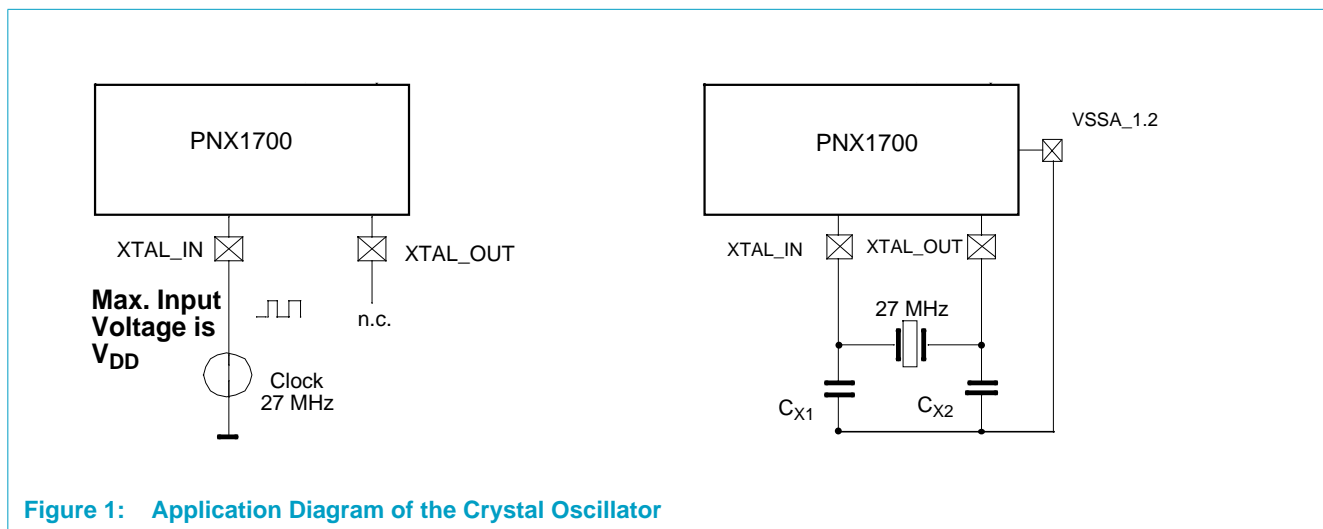 PNX1700
XTAL_IN
XTAL_OUT
Max. Input
Voltage is
VDD
n.c.
Clock
27 MHz
PNX1700
VSSA_1.2
XTAL_IN
XTAL_OUT
27 MHz
CX1
CX2
Figure 1: Application Diagram of the Crystal Oscillator